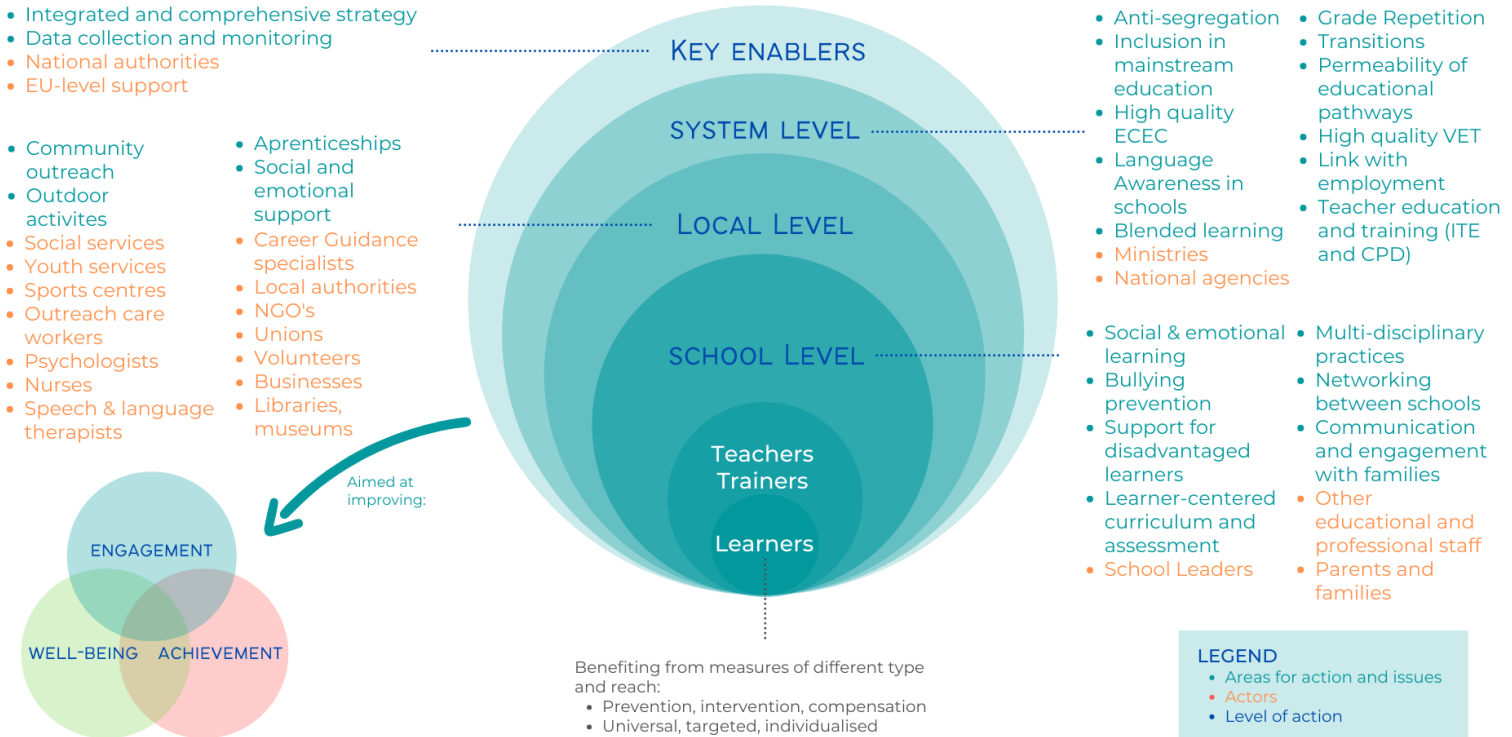 Integrated and comprehensive strategy
Data collection and monitoring
National authorities
EU-level support
KEY ENABLERS
Community
outreach
Outdoor
activites
Social services
Youth services
Sports centres
Outreach care
workers
Psychologists
Nurses
Speech & language
therapists
Aprenticeships
Social and
emotional
support
Career Guidance
specialists
Local authorities
NGO's
Unions
Volunteers
Businesses
Libraries,
museums
SYSTEM LEVEL
LOCAL LEVEL
SCHOOL LEVEL
Teachers
Trainers
Learners
Anti-segregation
Inclusion in
mainstream
education
High quality
ECEC
Language
Awareness in
schools
Blended learning
Ministries
National agencies
Grade Repetition
Transitions
Permeability of
educational
pathways
High quality VET
Link with
employment
Teacher education
and training (ITE
and CPD)
Social & emotional
learning
Bullying
prevention
Support for
disadvantaged
learners
Learner-centered
curriculum and
assessment
School Leaders
Multi-disciplinary
practices
Networking
between schools
Communication
and engagement
with families
Other
educational and
professional staff
Parents and
families
Aimed at
improving:
ENGAGEMENT
WELL-BEING
ACHIEVEMENT
Benefiting from measures of different type
and reach:
Prevention, intervention, compensation
Universal, targeted, individualised
LEGEND
Areas for action and issues
Actors
Level of action